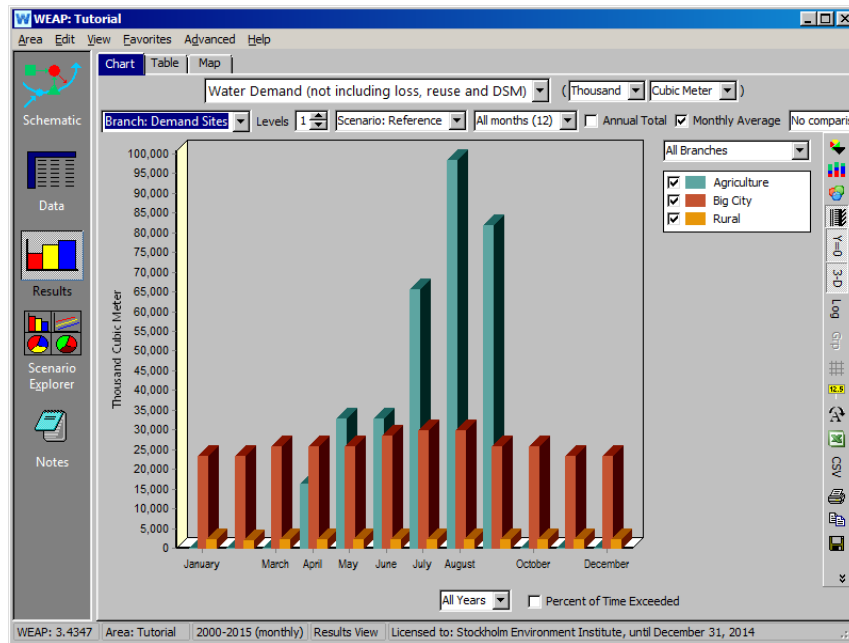 WEAP: Tutorial
Area Edit View Favorites Advanced Help
Chart Table Map
Water Demand (not including loss, reuse and DSM) ( Thousand Cubic Meter )
Branch: Demand Sites Levels 1 Scenario: Reference All months (12) Annual Total Monthly Average No comparis
Schematic
Data
Results
Scenario
Explorer
Notes
Thousand Cubic Meter
100,000
95,000
90,000
85,000
80,000
75,000
70,000
65,000
60,000
55,000
50,000
45,000
40,000
35,000
30,000
25,000
20,000
15,000
10,000
5,000
0
January March April May June July August October December
All Branches
Agriculture
Big City
Rural
Y=0
3-D
Log
Grp
12.5
A
CSV
All Years Percent of Time Exceeded
WEAP: 3.4347 Area: Tutorial 2000-2015 (monthly) Results View Licensed to: Stockholm Environment Institute, until December 31, 2014